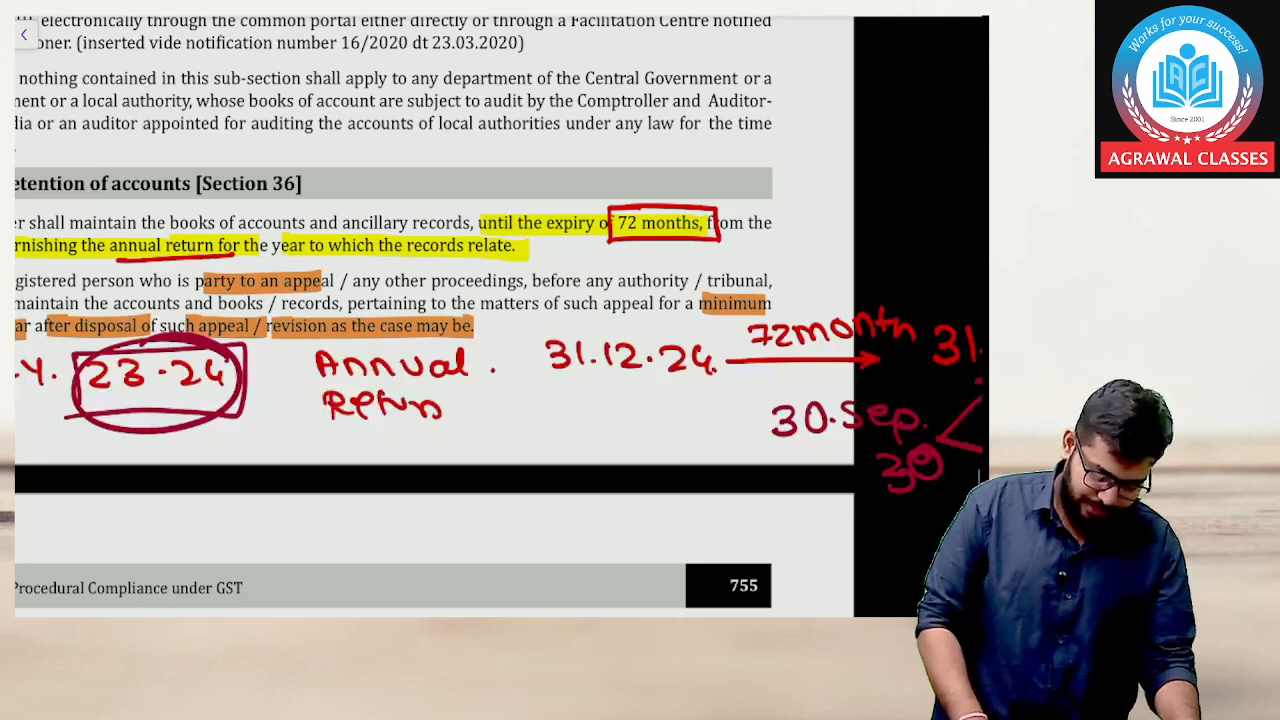 electronically through the common portal either directly or through a Facilitation Centre notified
oner. (inserted vide notification number 16/2020 dt 23.03.2020)
nothing contained in this sub-section shall apply to any department of the Central Government or a
nent or a local authority, whose books of account are subject to audit by the Comptroller and Auditor-
dia or an auditor appointed for auditing the accounts of local authorities under any law for the time
etention of accounts [Section 36]
er shall maintain the books of accounts and ancillary records, until the expiry of 72 months, from the
rnishing the annual return for the year to which the records relate.
egistered person who is party to an appeal / any other proceedings, before any authority / tribunal,
maintain the accounts and books / records, pertaining to the matters of such appeal for a minimum
ar after disposal of such appeal / revision as the case may be.
.Y. 23-24 Annual . 31.12.24. 72 month 31.
Return
30.Sep.
30
Procedural Compliance under GST
755
Works for your success!
AC
Since 2001
AGRAWAL CLASSES